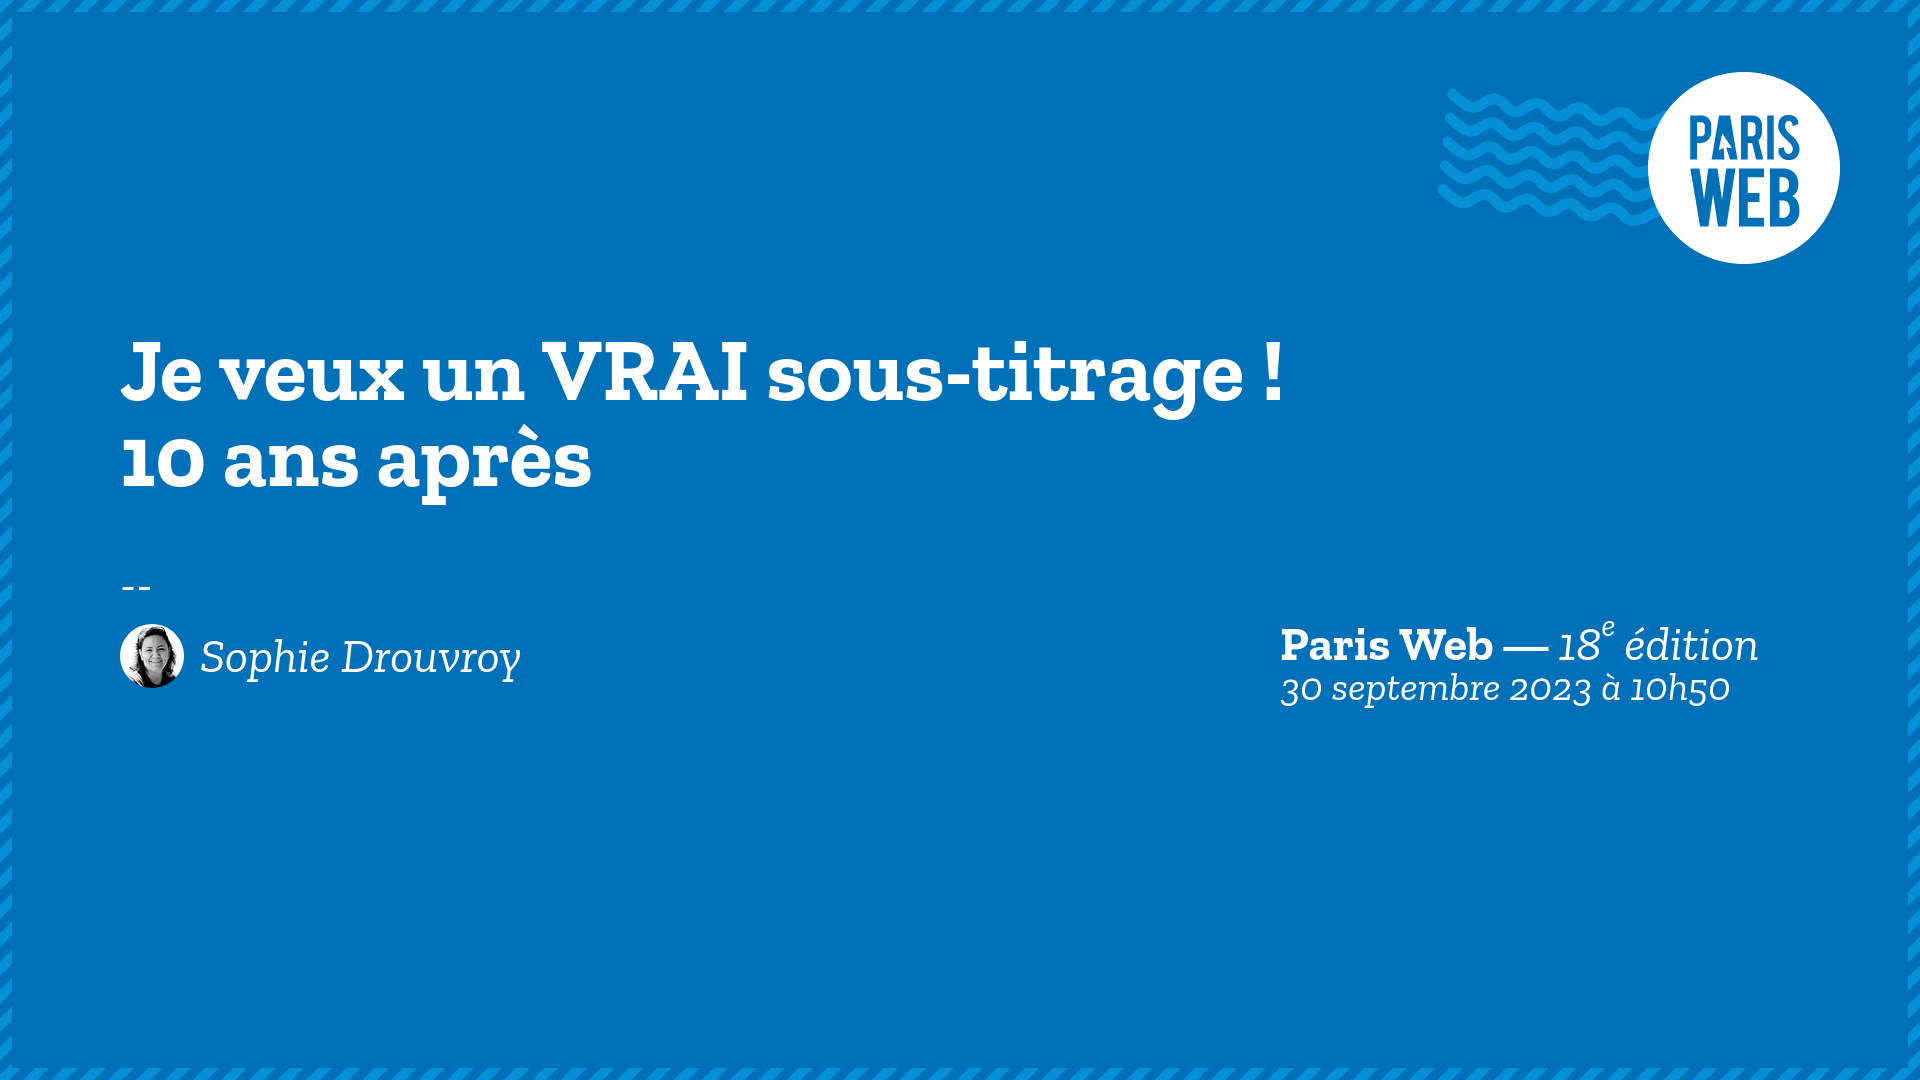 PARIS
WEB
Je veux un VRAI sous-titrage !
10 ans après
--
Sophie Drouvroy
Paris Web — 18e édition
30 septembre 2023 à 10h50